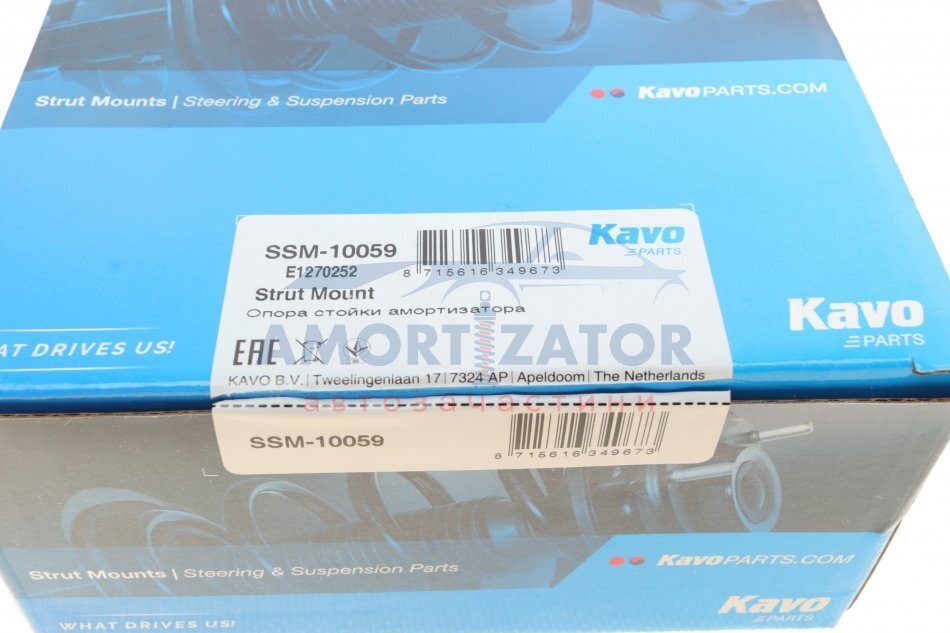 Strut Mounts | Steering & Suspension Parts
KavoPARTS.COM
SSM-10059
E1270252
8 715616 349673
Kavo
PARTS
Strut Mount
Опора стойки амортизатора
AMORTIZATOR
EAC
KAVO B.V. | Tweelingenlaan 17 | 7324 AP | Apeldoorn | The Netherlands
автозапчастини
AT DRIVES US!
Kavo
PARTS
SSM-10059
8 715616 349673
Strut Mounts | Steering & Suspension Parts
KavoPARTS.COM
WHAT DRIVES US!
Kavo
PARTS